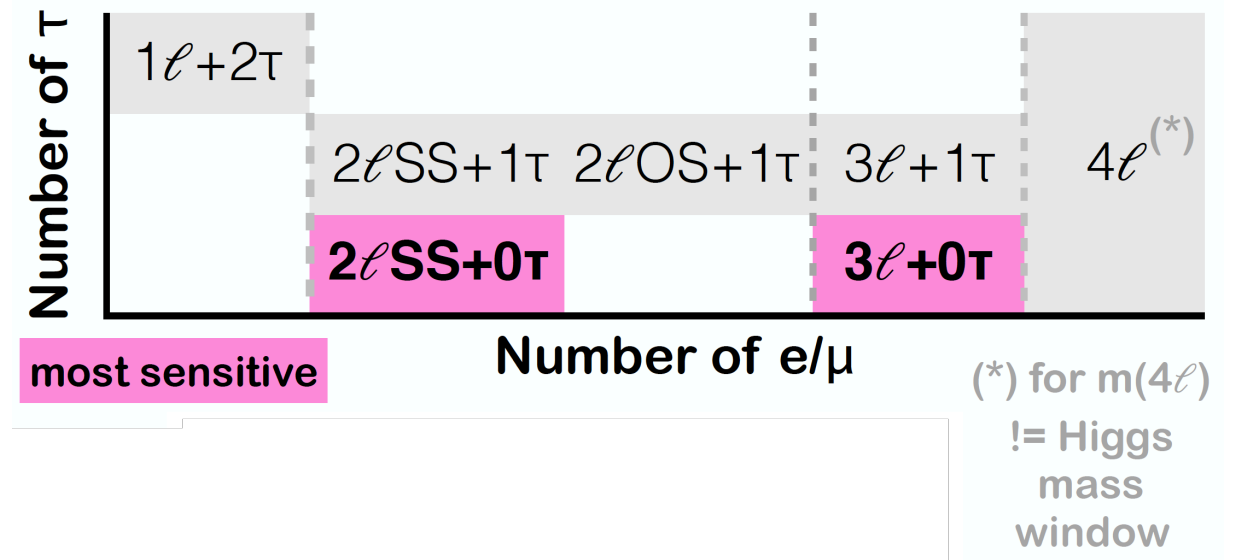 Number of τ
1ℓ+2τ
2ℓSS+1τ 2ℓOS+1τ 3ℓ+1τ 4ℓ(*)
2ℓSS+0τ 3ℓ+0τ
most sensitive
Number of e/μ
(*) for m(4ℓ)
!= Higgs
mass
window